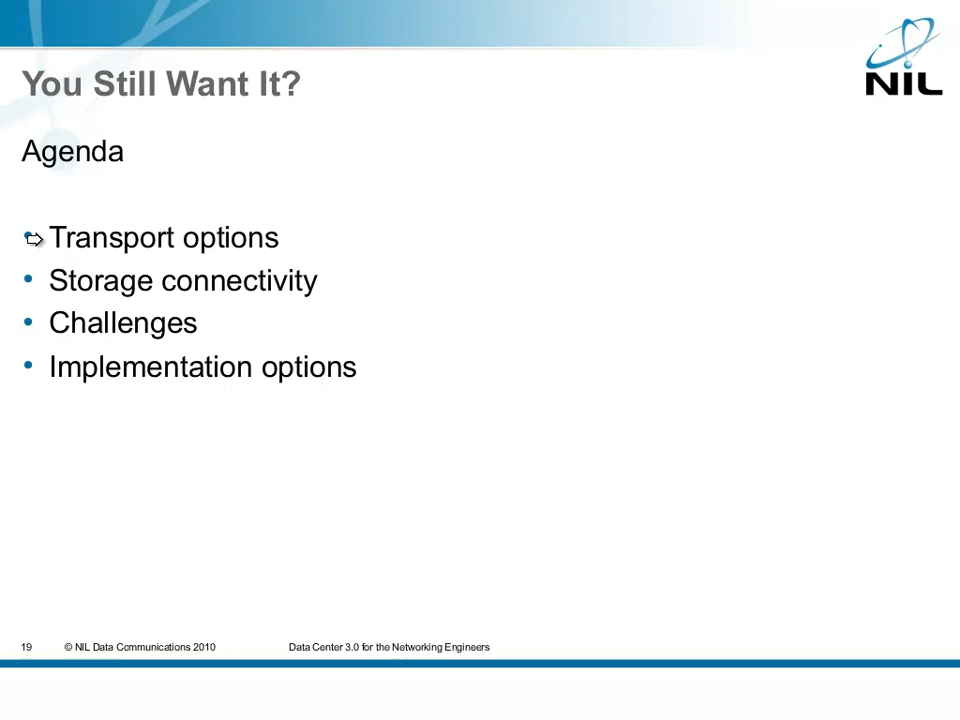 NIL
You Still Want It?
Agenda
➯ Transport options
• Storage connectivity
• Challenges
• Implementation options
19 © NIL Data Communications 2010 Data Center 3.0 for the Networking Engineers